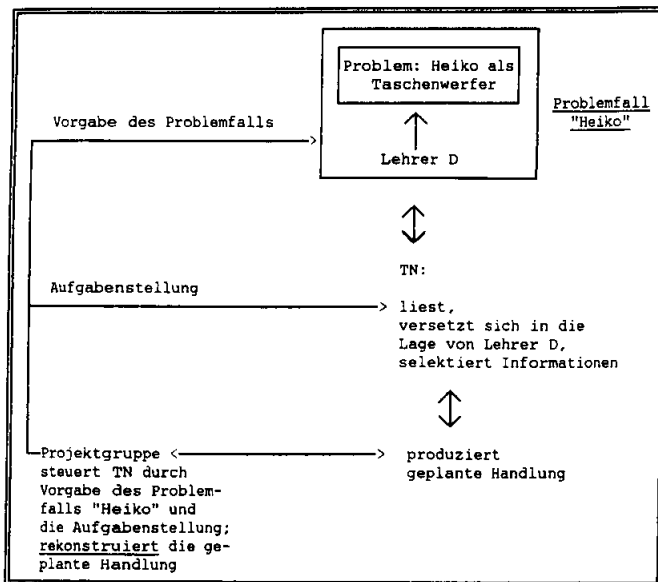 Problem: Heiko als
Taschenwerfer
Problemfall
"Heiko"
Vorgabe des Problemfalls
Lehrer D
TN:
Aufgabenstellung
liest,
versetzt sich in die
Lage von Lehrer D,
selektiert Informationen
Projektgruppe
steuert TN durch
Vorgabe des Problem-
falls "Heiko" und
die Aufgabenstellung;
rekonstruiert die ge-
plante Handlung
produziert
geplante Handlung